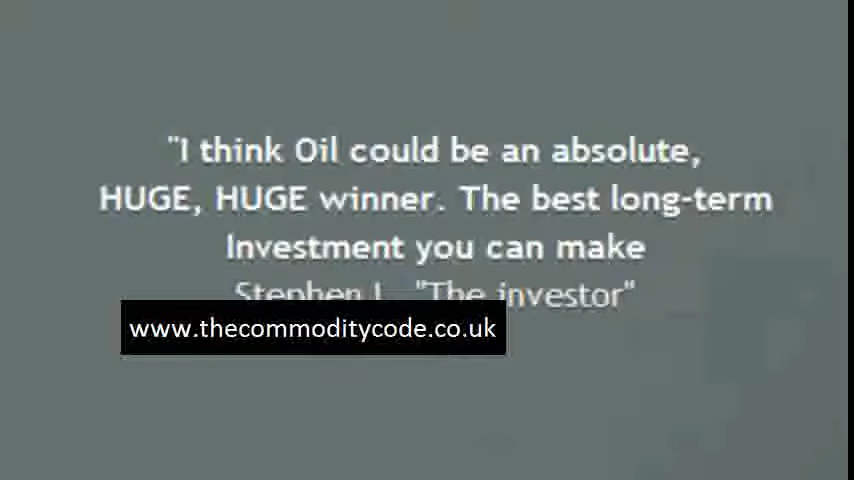 "I think Oil could be an absolute,
HUGE, HUGE winner. The best long-term
Investment you can make
Stephen "The investor"
www.thecommoditycode.co.uk